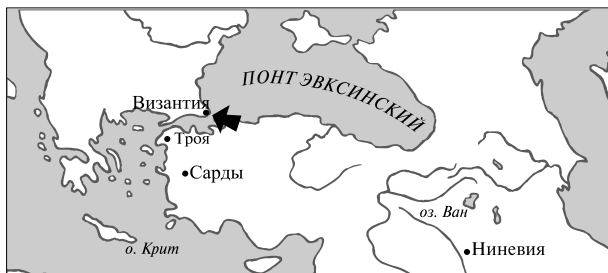 ПОНТ ЭВКСИНСКИЙ
Византия
Троя
Сарды
оз. Ван
о. Крит
Ниневия